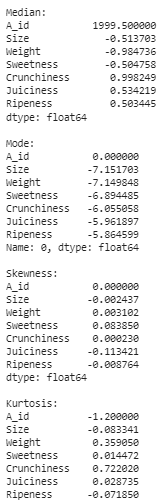 Median:
A_id 1999.500000
Size -0.513703
Weight -0.984736
Sweetness -0.504758
Crunchiness 0.998249
Juiciness 0.534219
Ripeness 0.503445
dtype: float64
Mode:
A_id 0.000000
Size -7.151703
Weight -7.149848
Sweetness -6.894485
Crunchiness -6.055058
Juiciness -5.961897
Ripeness -5.864599
Name: 0, dtype: float64
Skewness:
A_id 0.000000
Size -0.002437
Weight 0.003102
Sweetness 0.083850
Crunchiness 0.000230
Juiciness -0.113421
Ripeness -0.008764
dtype: float64
Kurtosis:
A_id -1.200000
Size -0.083341
Weight 0.359050
Sweetness 0.014472
Crunchiness 0.722020
Juiciness 0.028735
Ripeness -0.071850